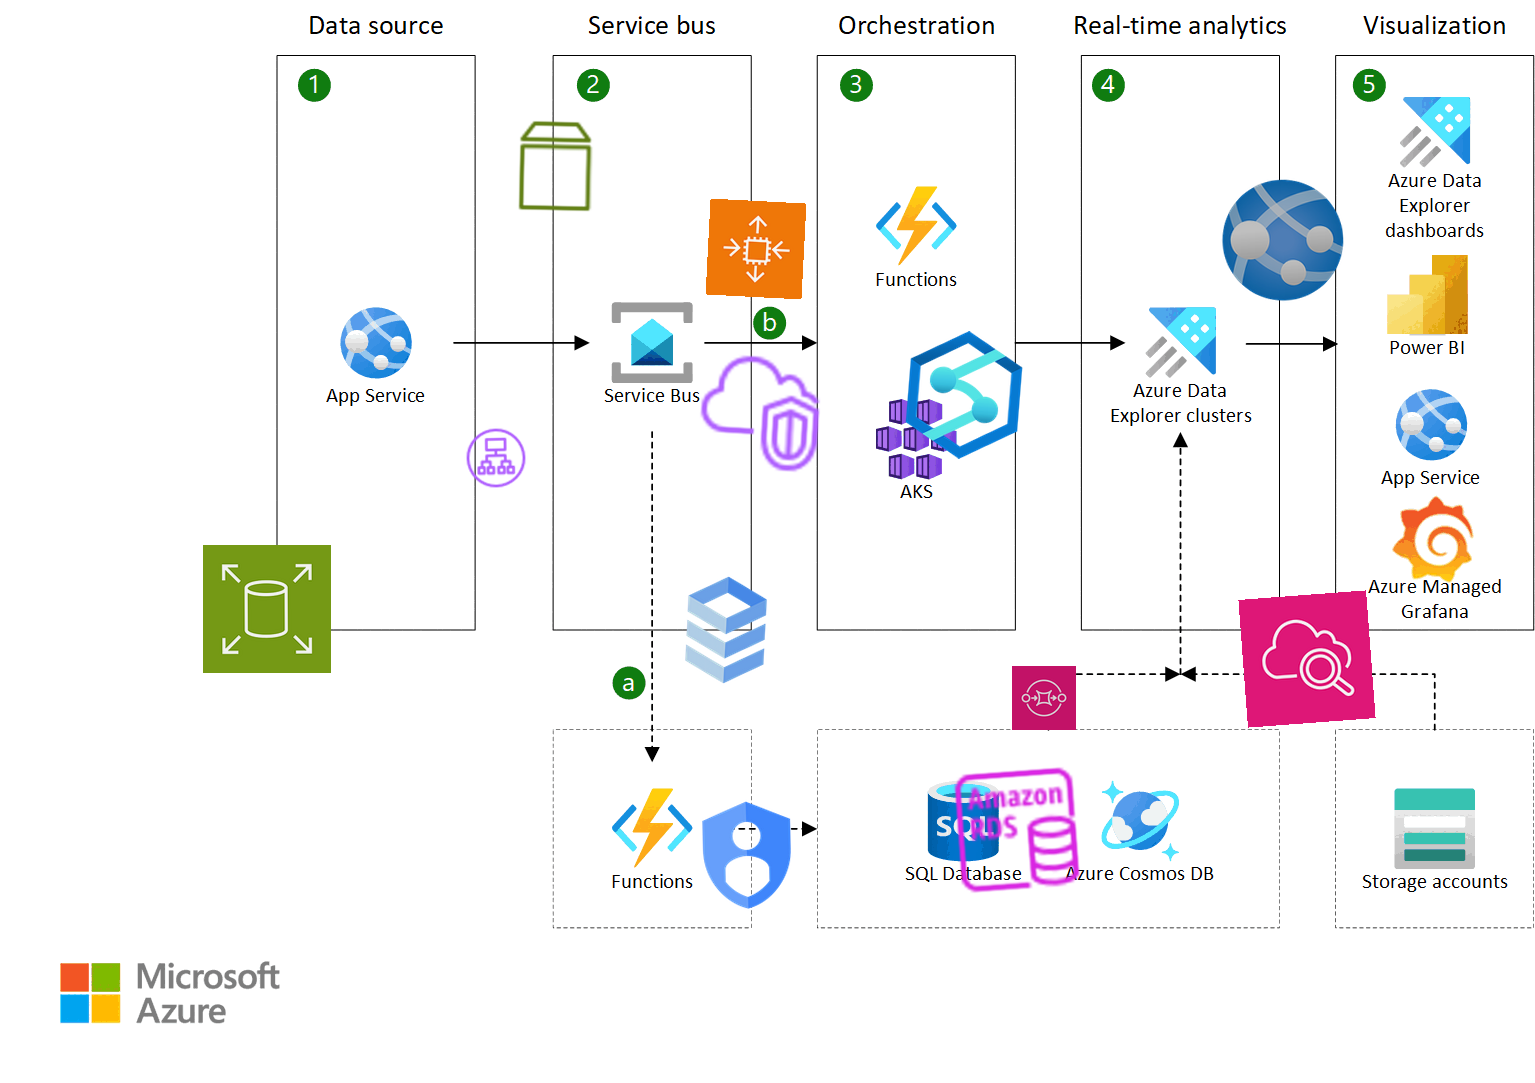 Data source
Service bus
Orchestration
Real-time analytics
Visualization
1
2
3
4
5
Azure Data
Explorer
dashboards
Functions
b
Power BI
App Service
Service Bus
Azure Data
Explorer clusters
App Service
AKS
Azure Managed
Grafana
a
Amazon
RDS
SQL
SQL Database
Azure Cosmos DB
Functions
Storage accounts
Microsoft
Azure